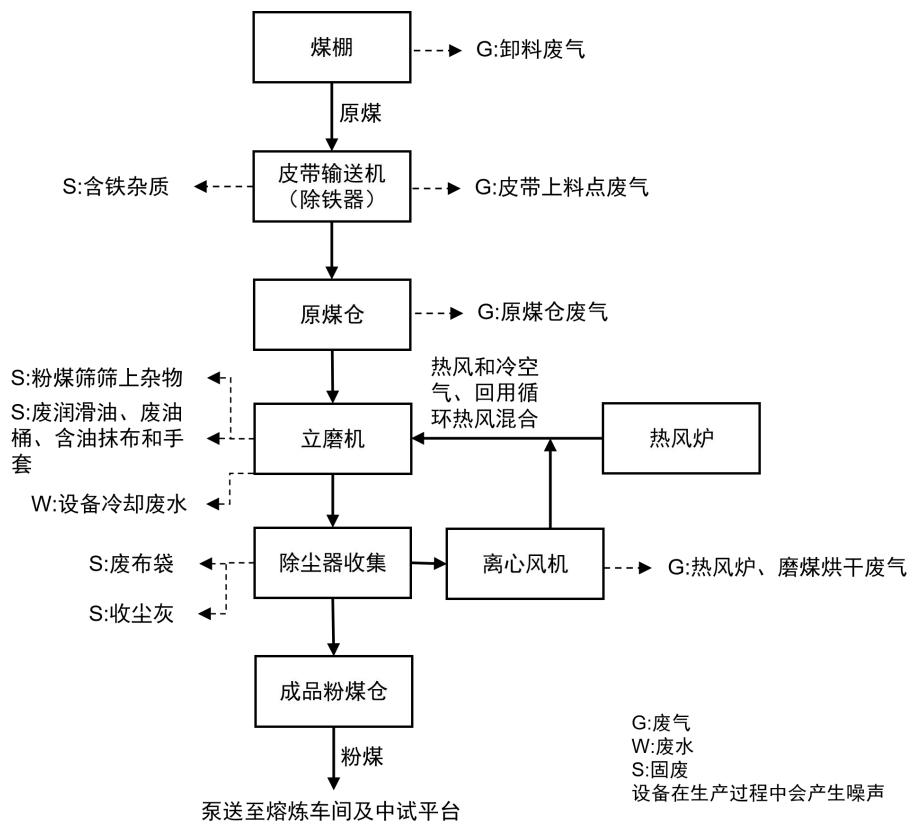 煤棚
G:卸料废气
原煤
皮带输送机
（除铁器）
S:含铁杂质
G:皮带上料点废气
原煤仓
G:原煤仓废气
热风和冷空
气、回用循
环热风混合
S:粉煤筛筛上杂物
S:废润滑油、废油
桶、含油抹布和手
套
立磨机
热风炉
W:设备冷却废水
S:废布袋
除尘器收集
离心风机
G:热风炉、磨煤烘干废气
S:收尘灰
成品粉煤仓
粉煤
泵送至熔炼车间及中试平台
G:废气
W:废水
S:固废
设备在生产过程中会产生噪声